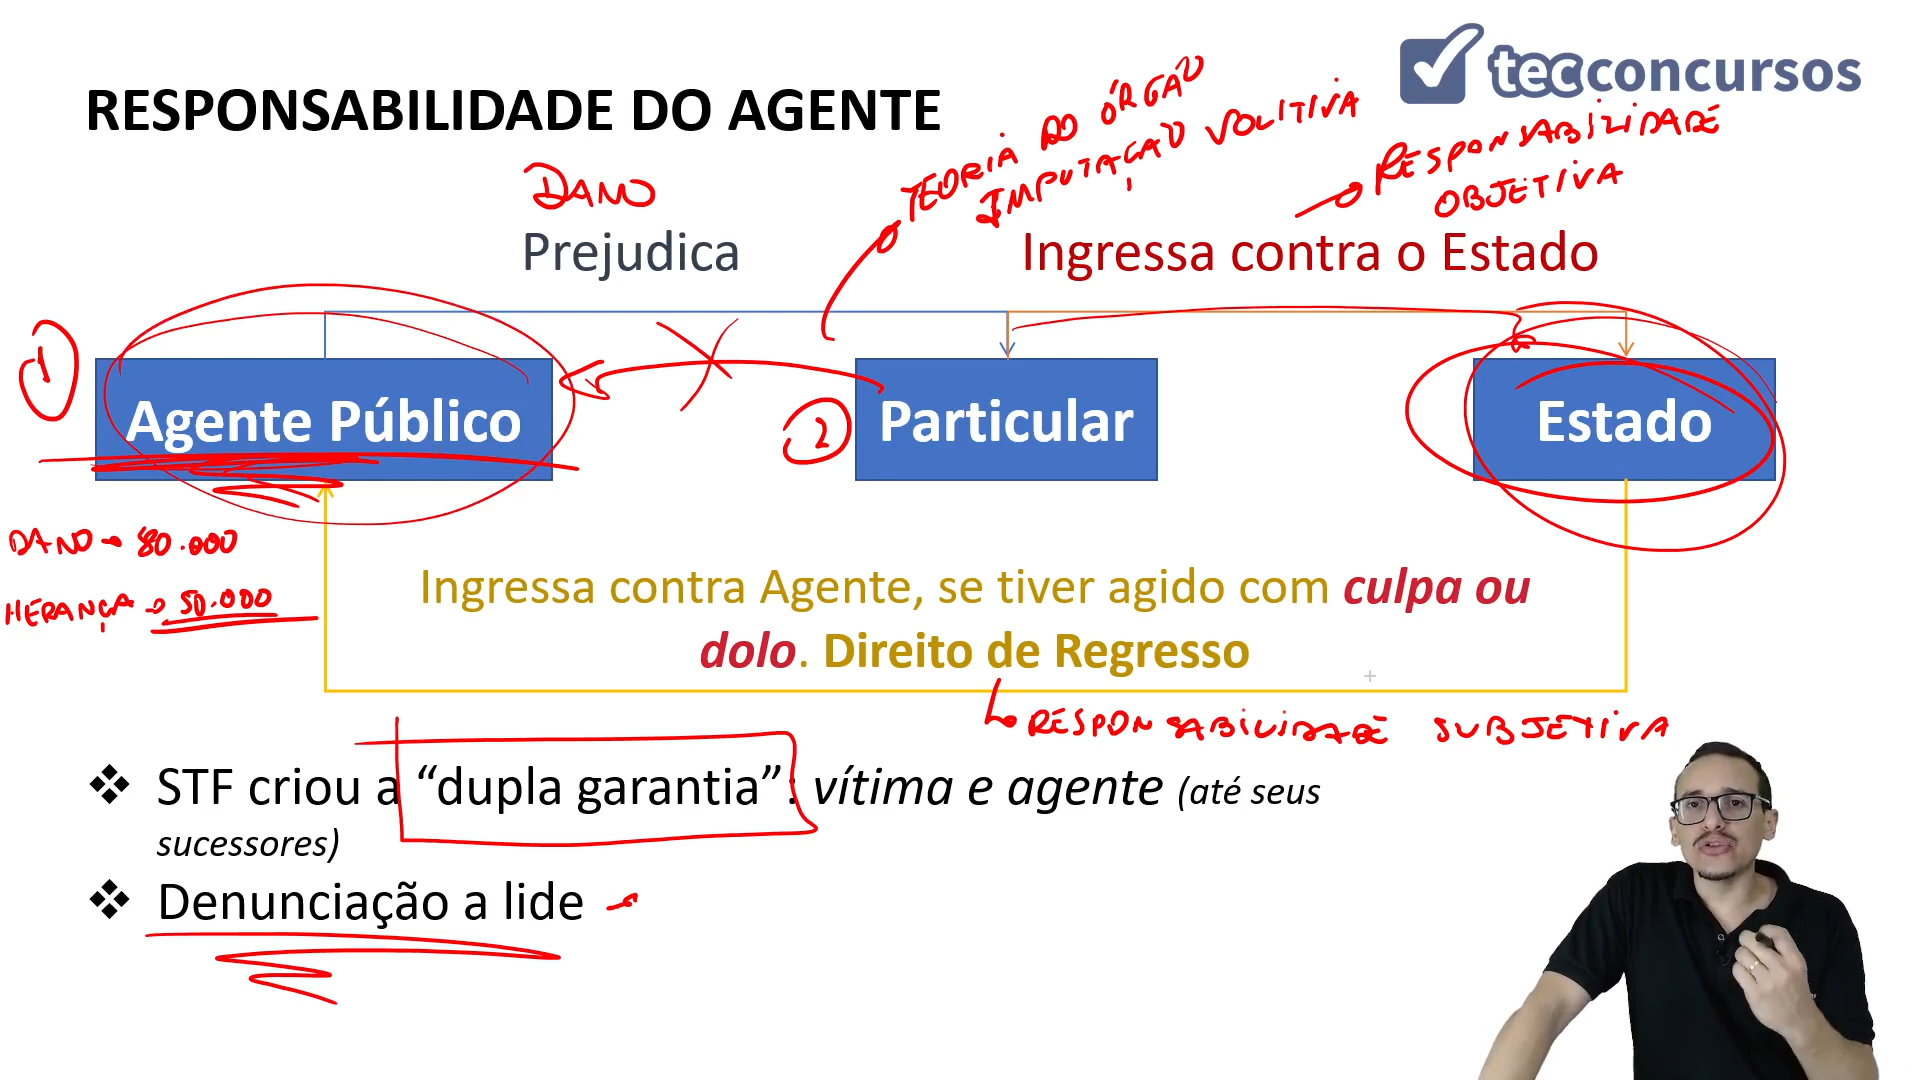 tecconcursos
RESPONSABILIDADE DO AGENTE
TEORIA DO ÓRGÃO
IMPUTAÇÃO VOLITIVA
RESPONSABILIDADE
OBJETIVA
DANO
Prejudica
Ingressa contra o Estado
1
Agente Público
2
Particular
Estado
DANO → 80.000
HERANÇA → 50.000
Ingressa contra Agente, se tiver agido com culpa ou
dolo. Direito de Regresso
RESPONSABILIDADE SUBJETIVA
❖ STF criou a “dupla garantia”: vítima e agente (até seus
sucessores)
❖ Denunciação a lide